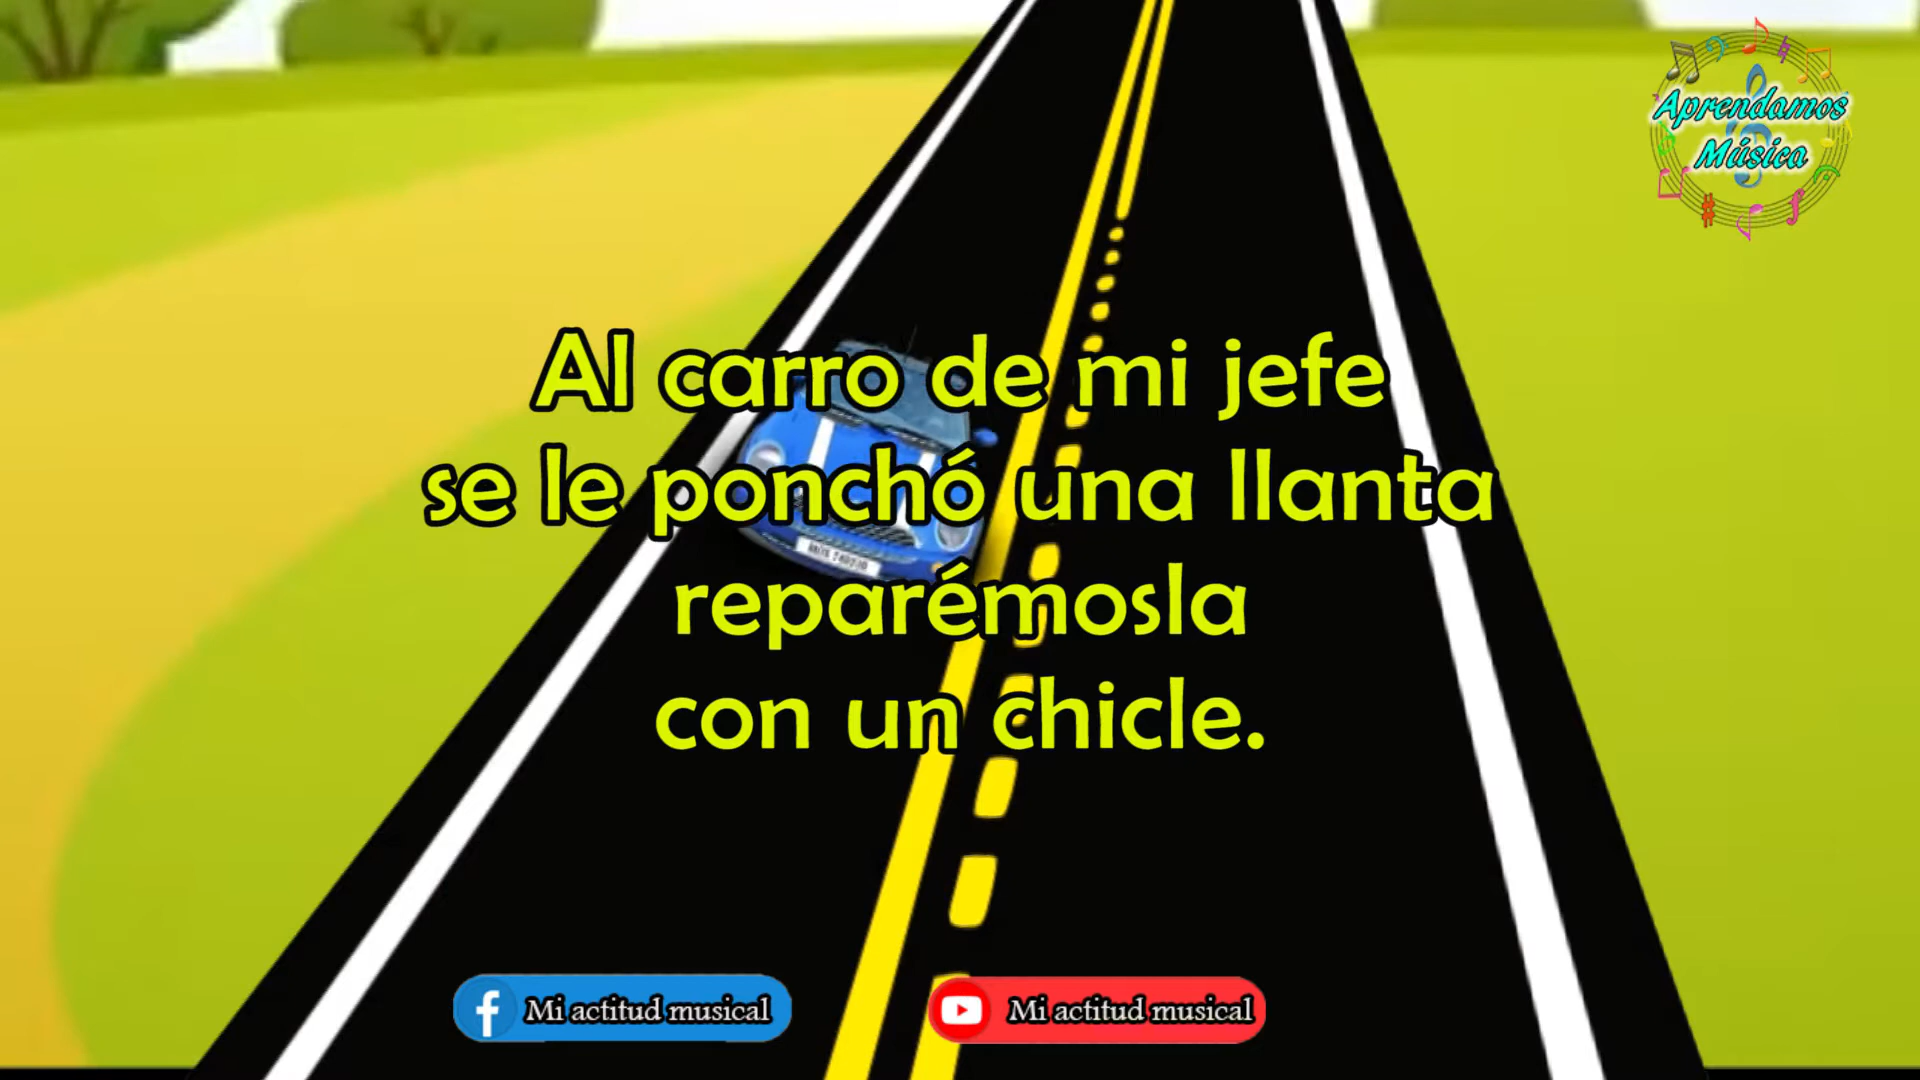 Aprendamos
Música
Al carro de mi jefe
se le ponchó una llanta
reparémosla
con un chicle.
Mi actitud musical
Mi actitud musical